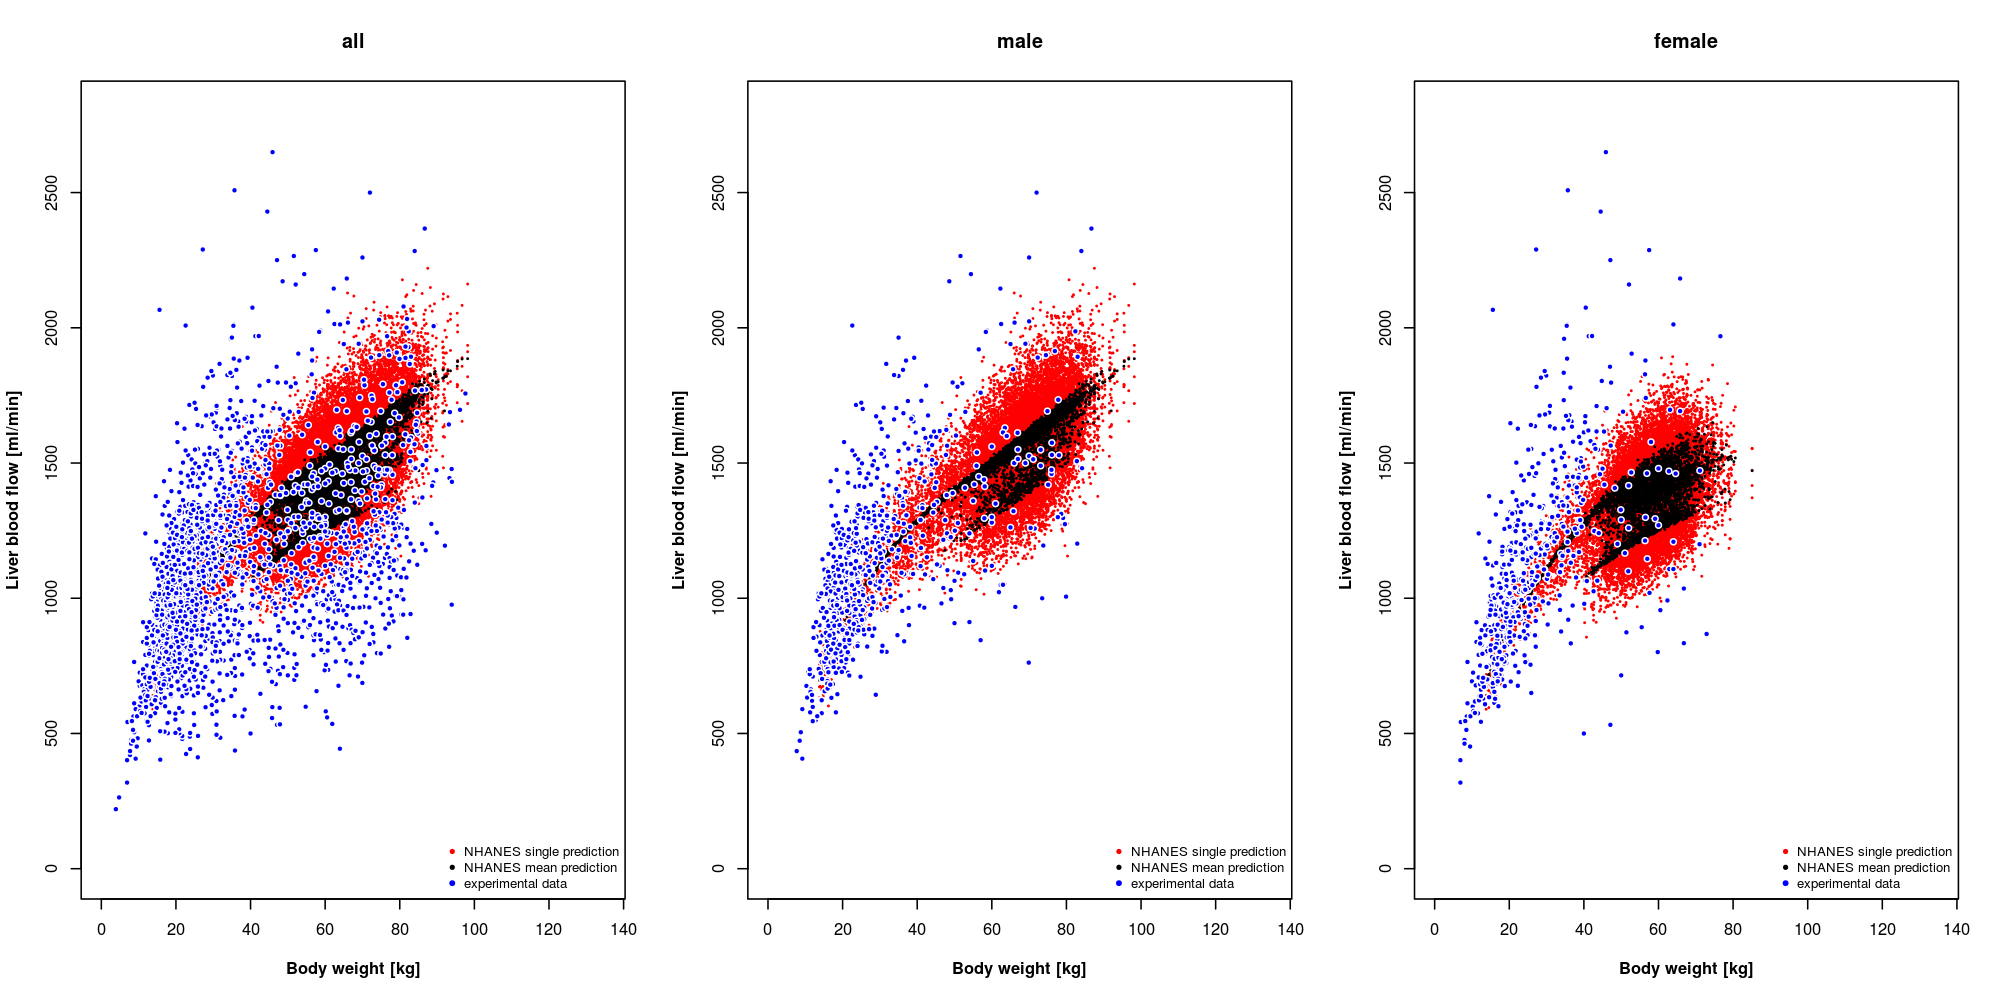 all
Liver blood flow [ml/min]
2500
2000
1500
1000
500
0
NHANES single prediction
NHANES mean prediction
experimental data
0 20 40 60 80 100 120 140
Body weight [kg]
male
Liver blood flow [ml/min]
2500
2000
1500
1000
500
0
NHANES single prediction
NHANES mean prediction
experimental data
0 20 40 60 80 100 120 140
Body weight [kg]
female
Liver blood flow [ml/min]
2500
2000
1500
1000
500
0
NHANES single prediction
NHANES mean prediction
experimental data
0 20 40 60 80 100 120 140
Body weight [kg]